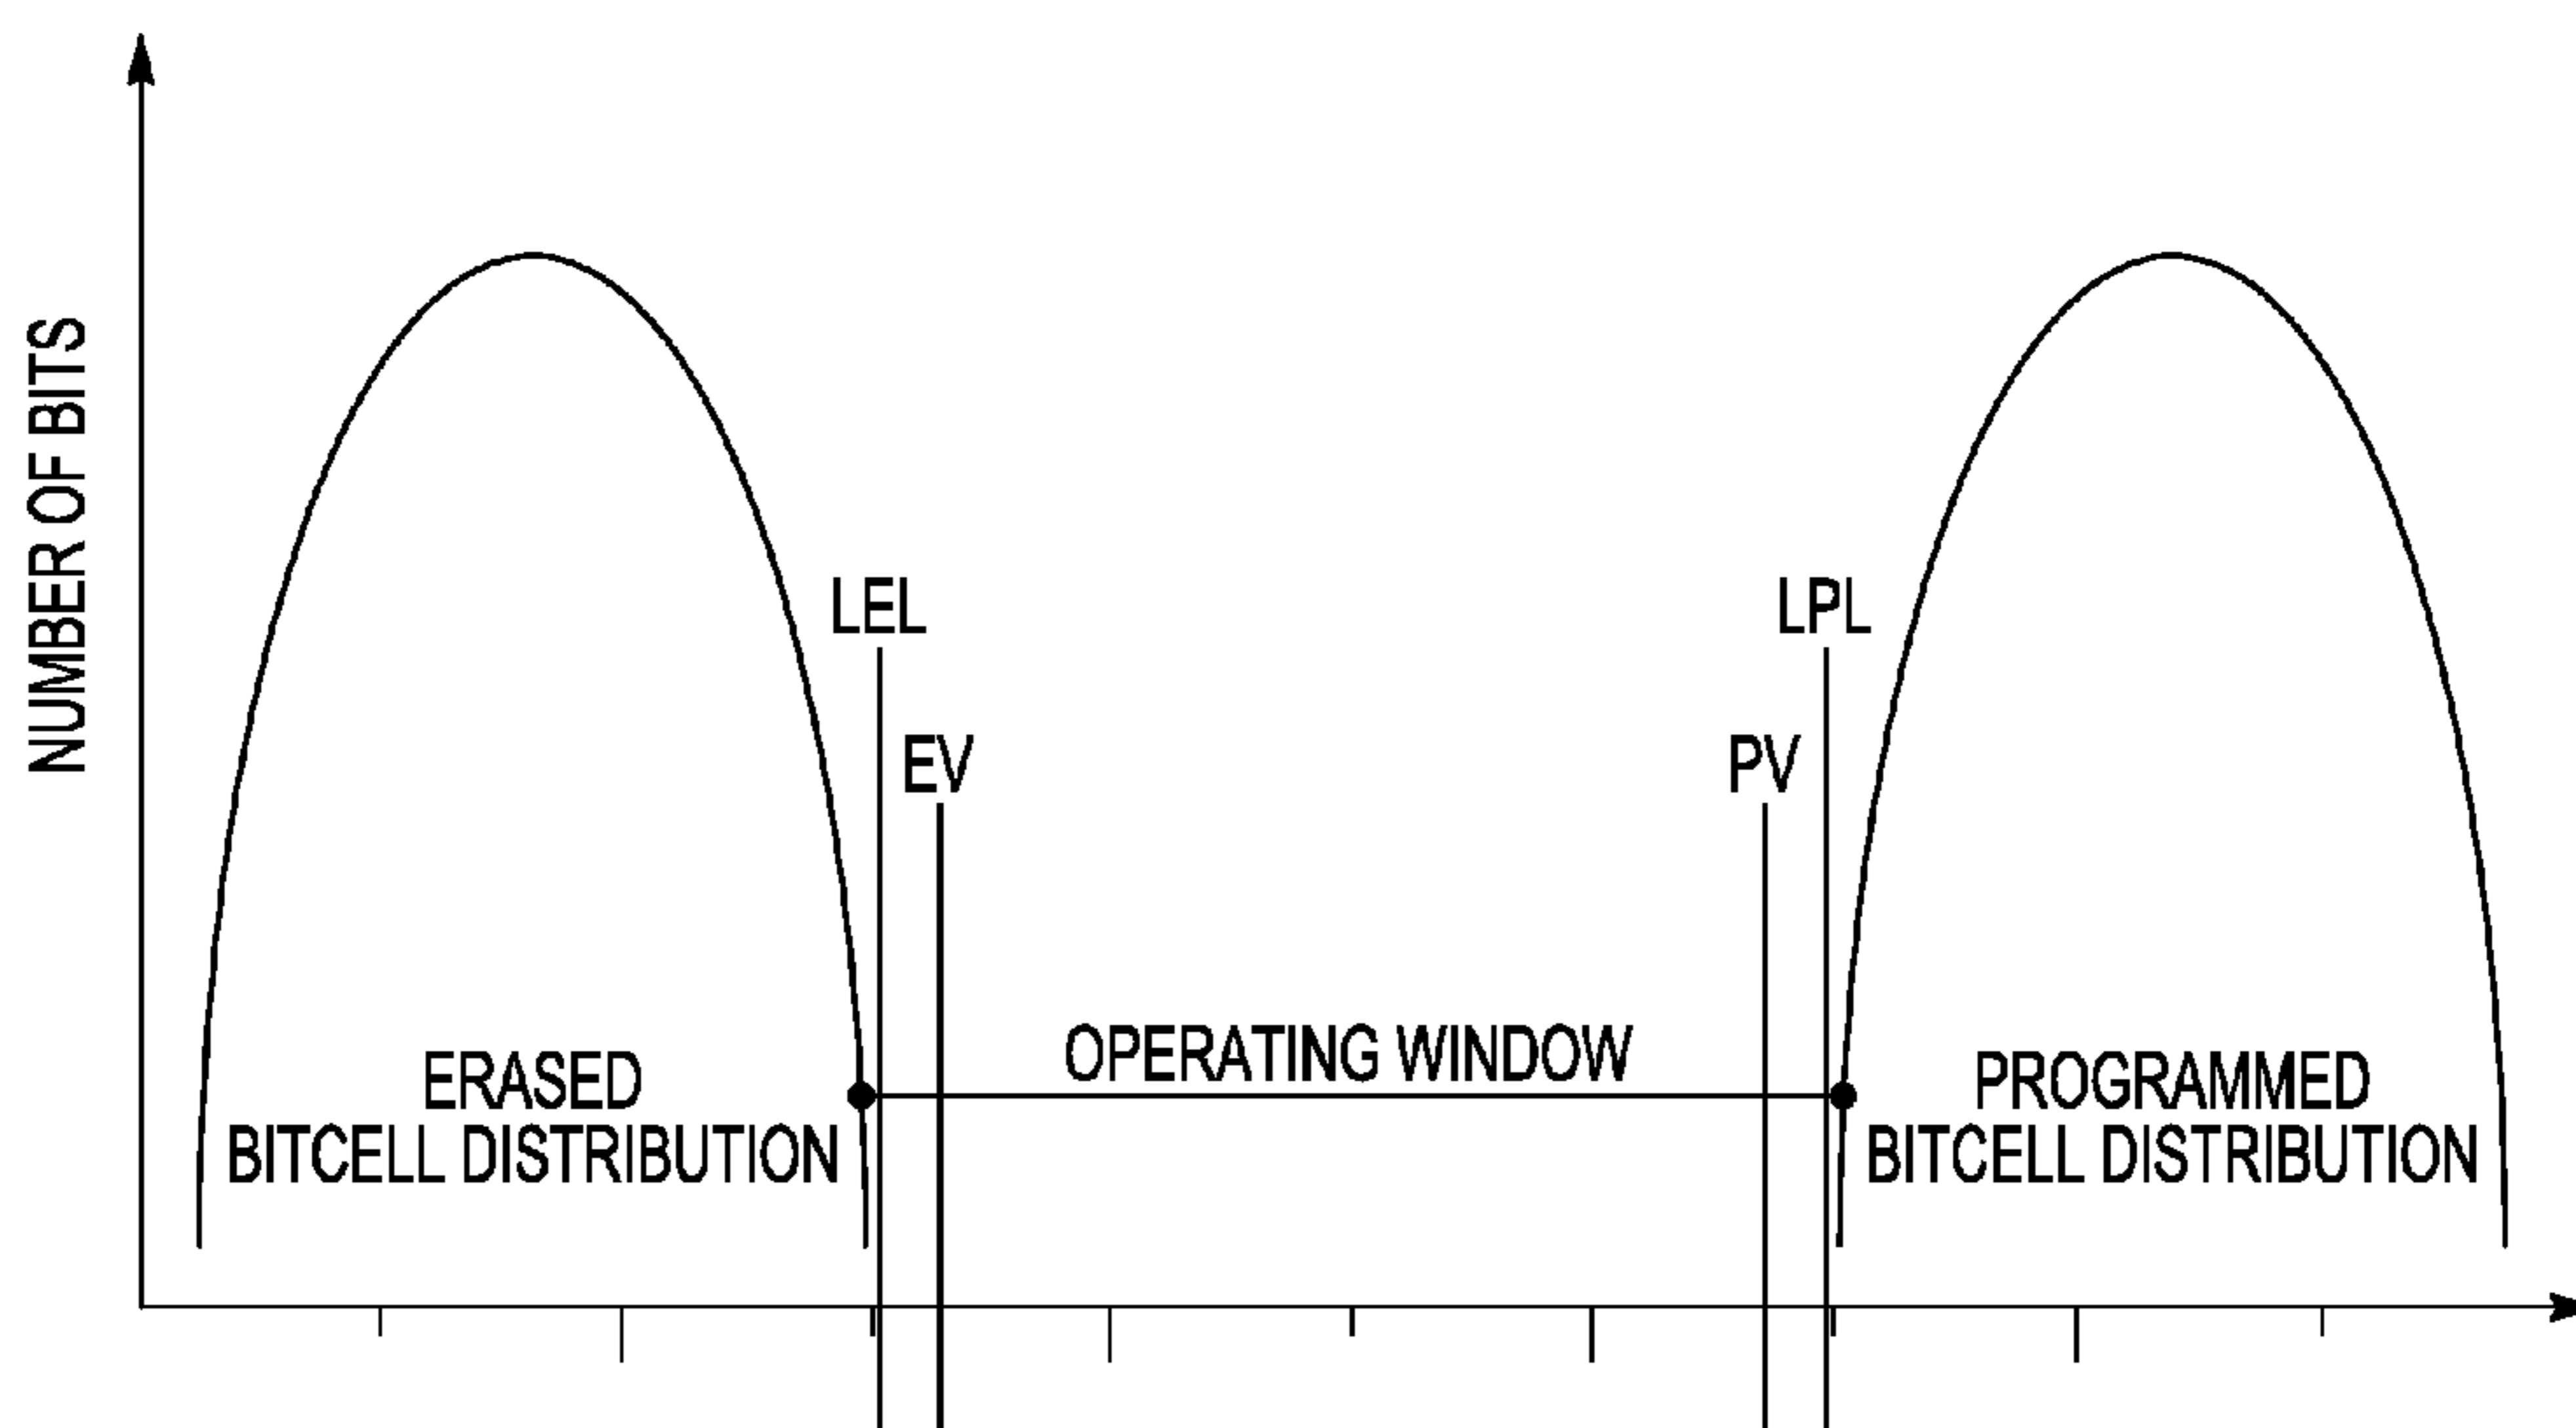 NUMBER OF BITS
LEL
LPL
EV
PV
OPERATING WINDOW
ERASED
BITCELL DISTRIBUTION
PROGRAMMED
BITCELL DISTRIBUTION